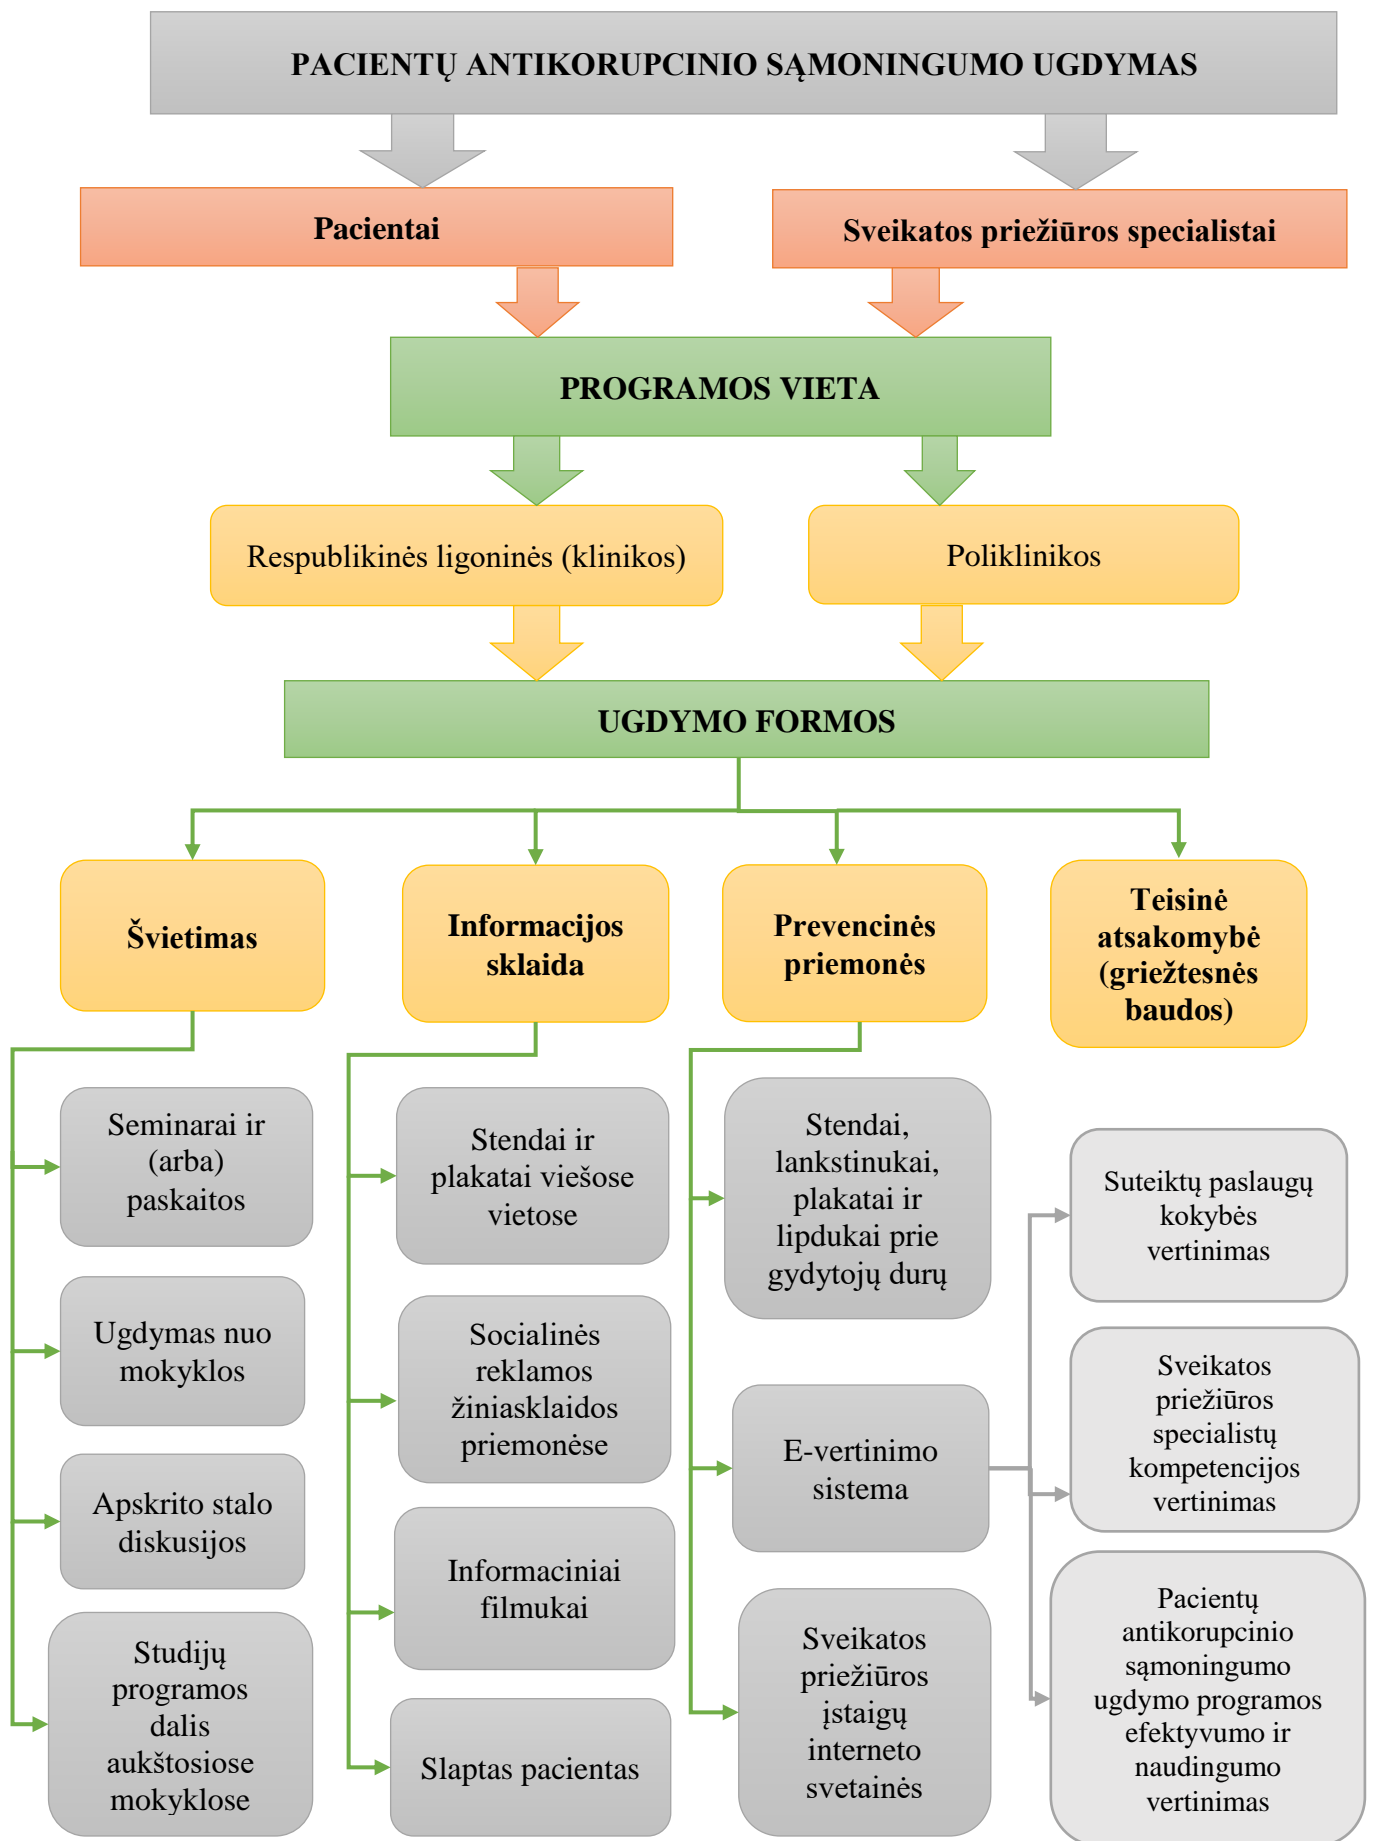 PACIENTŲ ANTIKORUPCINIO SĄMONINGUMO UGDYMAS
Pacientai
Sveikatos priežiūros specialistai
PROGRAMOS VIETA
Respublikinės ligoninės (klinikos)
Poliklinikos
UGDYMO FORMOS
Švietimas
Informacijos
sklaida
Prevencinės
priemonės
Teisinė
atsakomybė
(griežtesnės
baudos)
Seminarai ir
(arba)
paskaitos
Ugdymas nuo
mokyklos
Apskrito stalo
diskusijos
Studijų
programos
dalis
aukštosiose
mokyklose
Stendai ir
plakatai viešose
vietose
Socialinės
reklamos
žiniasklaidos
priemonėse
Informaciniai
filmukai
Slaptas pacientas
Stendai,
lankstinukai,
plakatai ir
lipdukai prie
gydytojų durų
E-vertinimo
sistema
Sveikatos
priežiūros
įstaigų
interneto
svetainės
Suteiktų paslaugų
kokybės
vertinimas
Sveikatos
priežiūros
specialistų
kompetencijos
vertinimas
Pacientų
antikorupcinio
sąmoningumo
ugdymo programos
efektyvumo ir
naudingumo
vertinimas